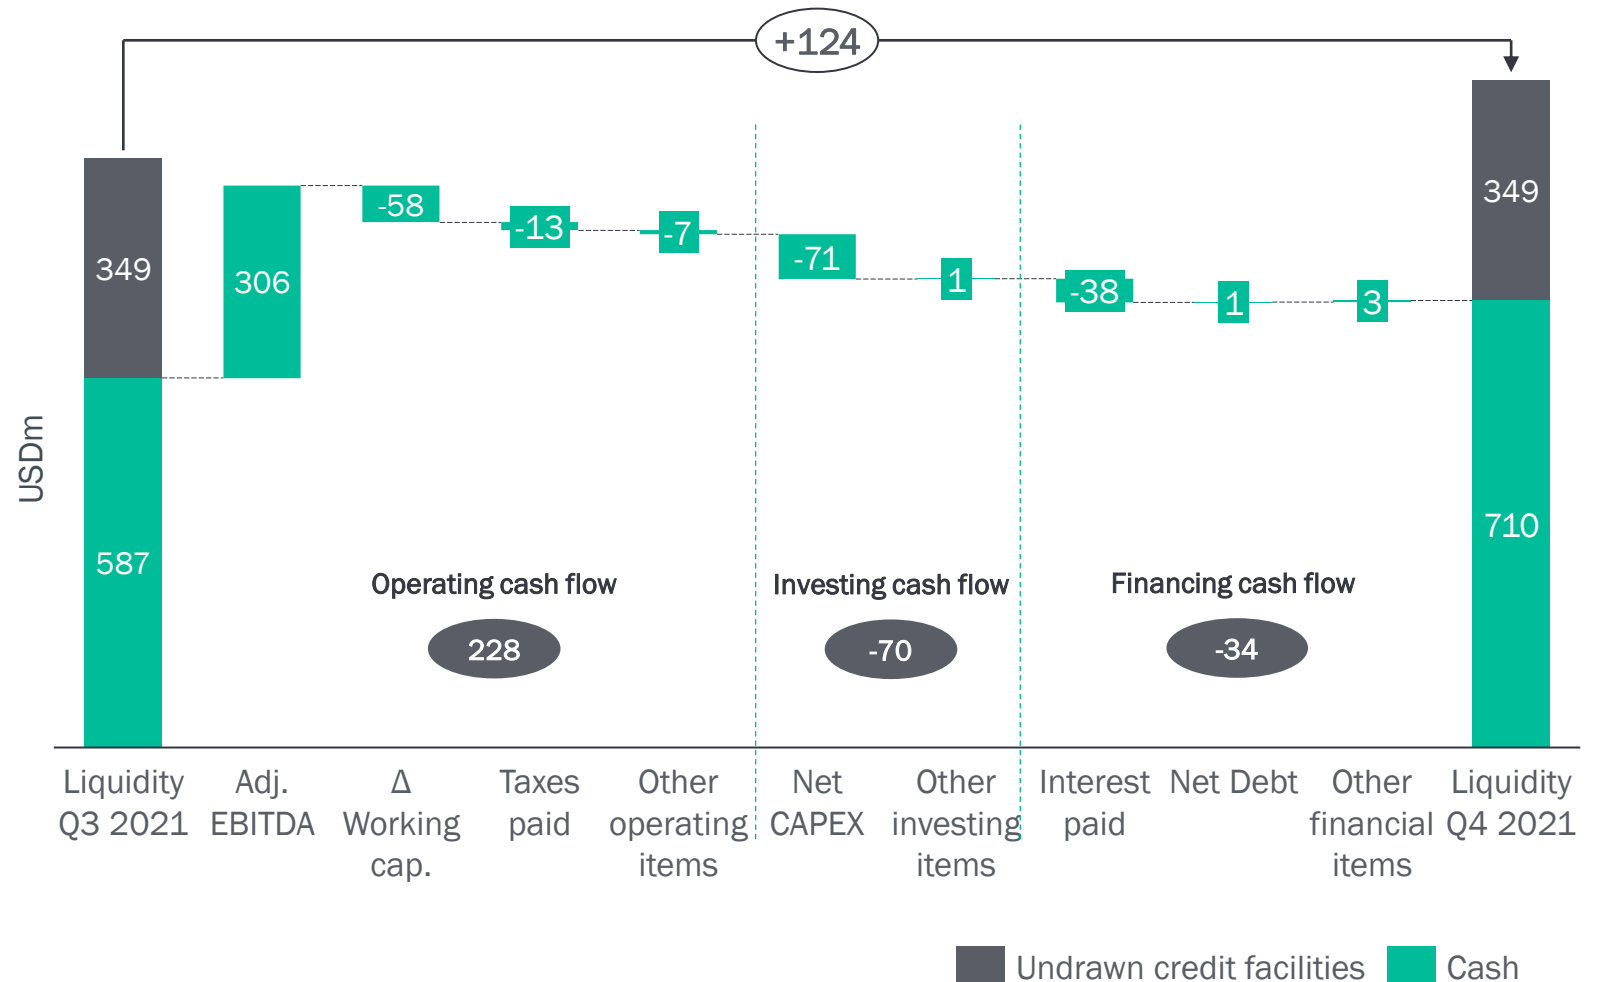 +124
349
587
306
-58
-13
-7
-71
1
-38
1
3
349
710
USDm
Operating cash flow
228
Investing cash flow
-70
Financing cash flow
-34
Liquidity
Q3 2021
Adj.
EBITDA
Δ
Working
cap.
Taxes
paid
Other
operating
items
Net
CAPEX
Other
investing
items
Interest
paid
Net Debt
Other
financial
items
Liquidity
Q4 2021
Undrawn credit facilities
Cash